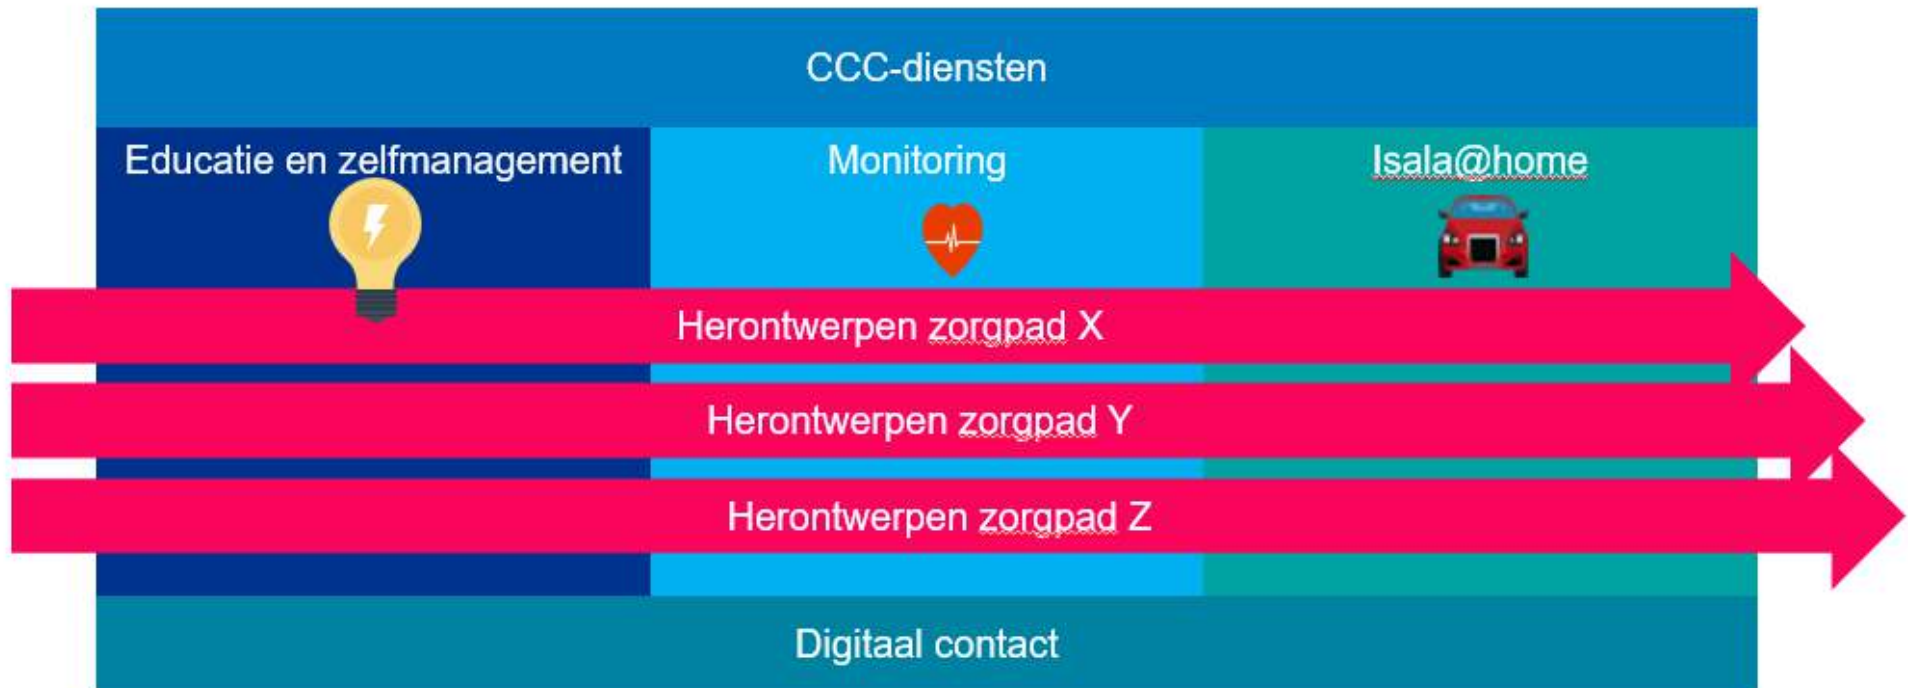 CCC-diensten
Educatie en zelfmanagement
Monitoring
Isala@home
Herontwerpen zorgpad X
Herontwerpen zorgpad Y
Herontwerpen zorgpad Z
Digitaal contact